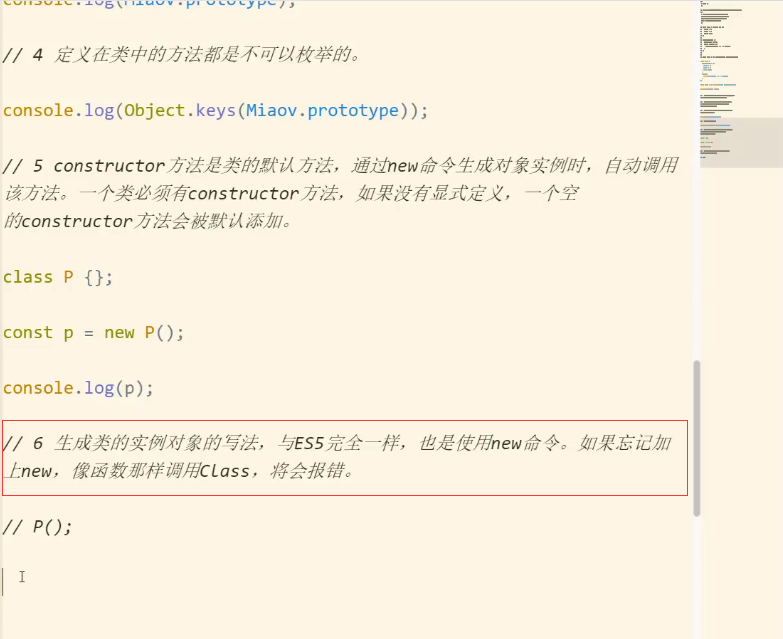 console.log(Miaov.prototype);
// 4 定义在类中的方法都是不可以枚举的。
console.log(Object.keys(Miaov.prototype));
// 5 constructor方法是类的默认方法，通过new命令生成对象实例时，自动调用
该方法。一个类必须有constructor方法，如果没有显式定义，一个空
的constructor方法会被默认添加。
class P {};
const p = new P();
console.log(p);
// 6 生成类的实例对象的写法，与ES5完全一样，也是使用new命令。如果忘记加
上new，像函数那样调用Class，将会报错。
// P();